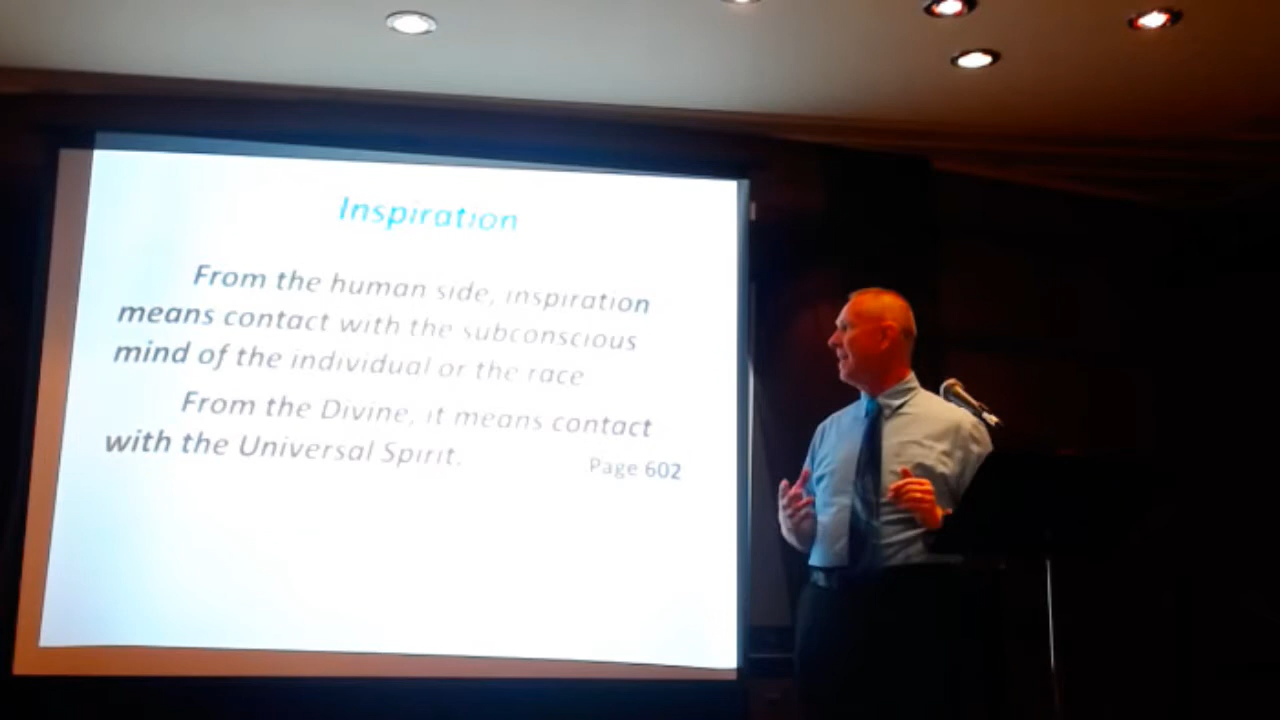 Inspiration
From the human side, inspiration
means contact with the subconscious
mind of the individual or the race
From the Divine, it means contact
with the Universal Spirit.
Page 602